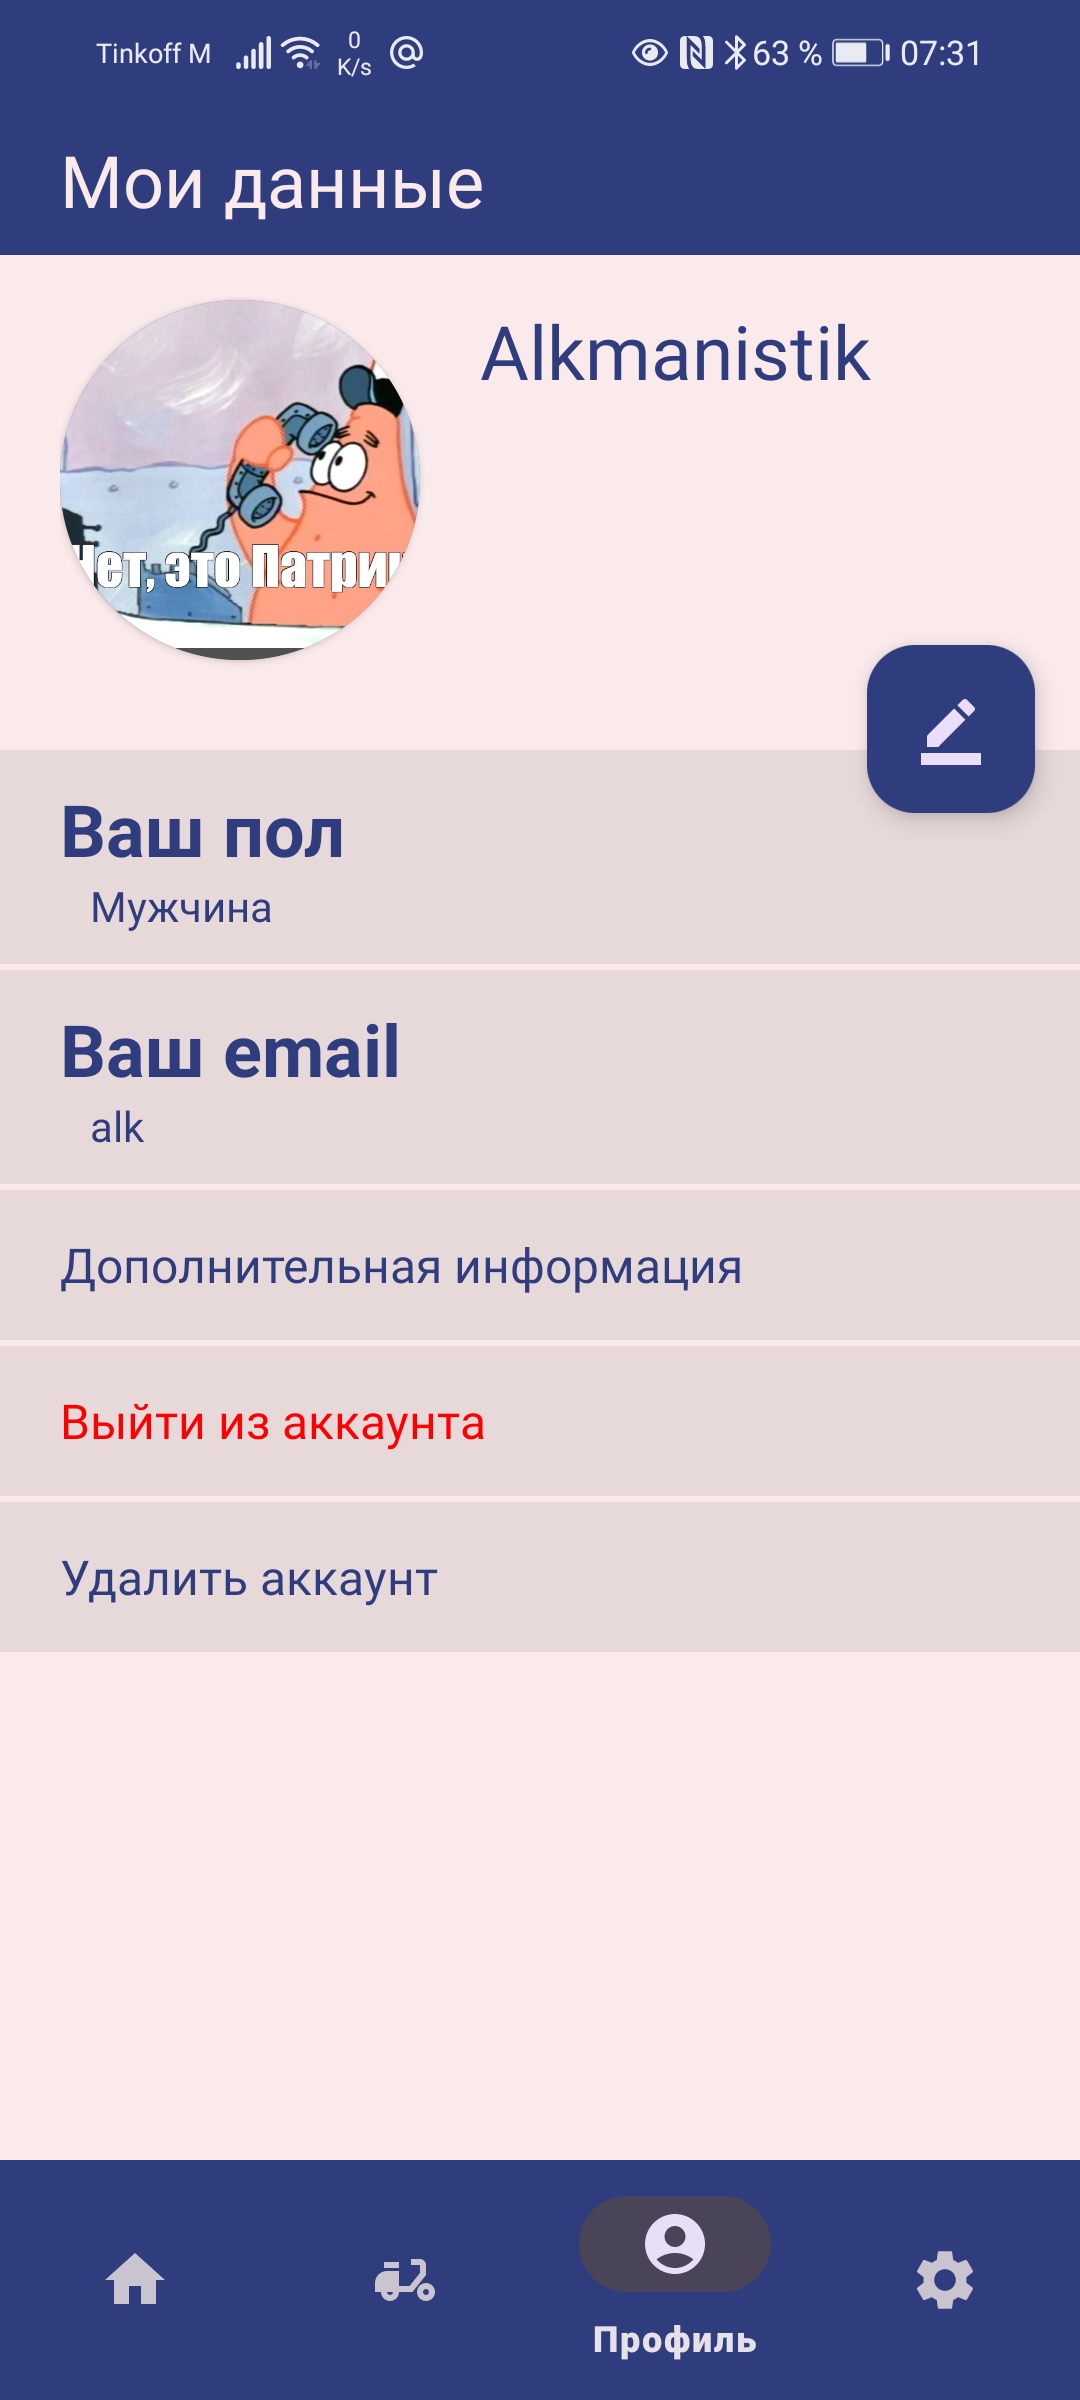 Tinkoff M 0 K/s 63 % 07:31
Мои данные
Alkmanistik
Нет, это Патрик
Ваш пол
Мужчина
Ваш email
alk
Дополнительная информация
Выйти из аккаунта
Удалить аккаунт
Профиль